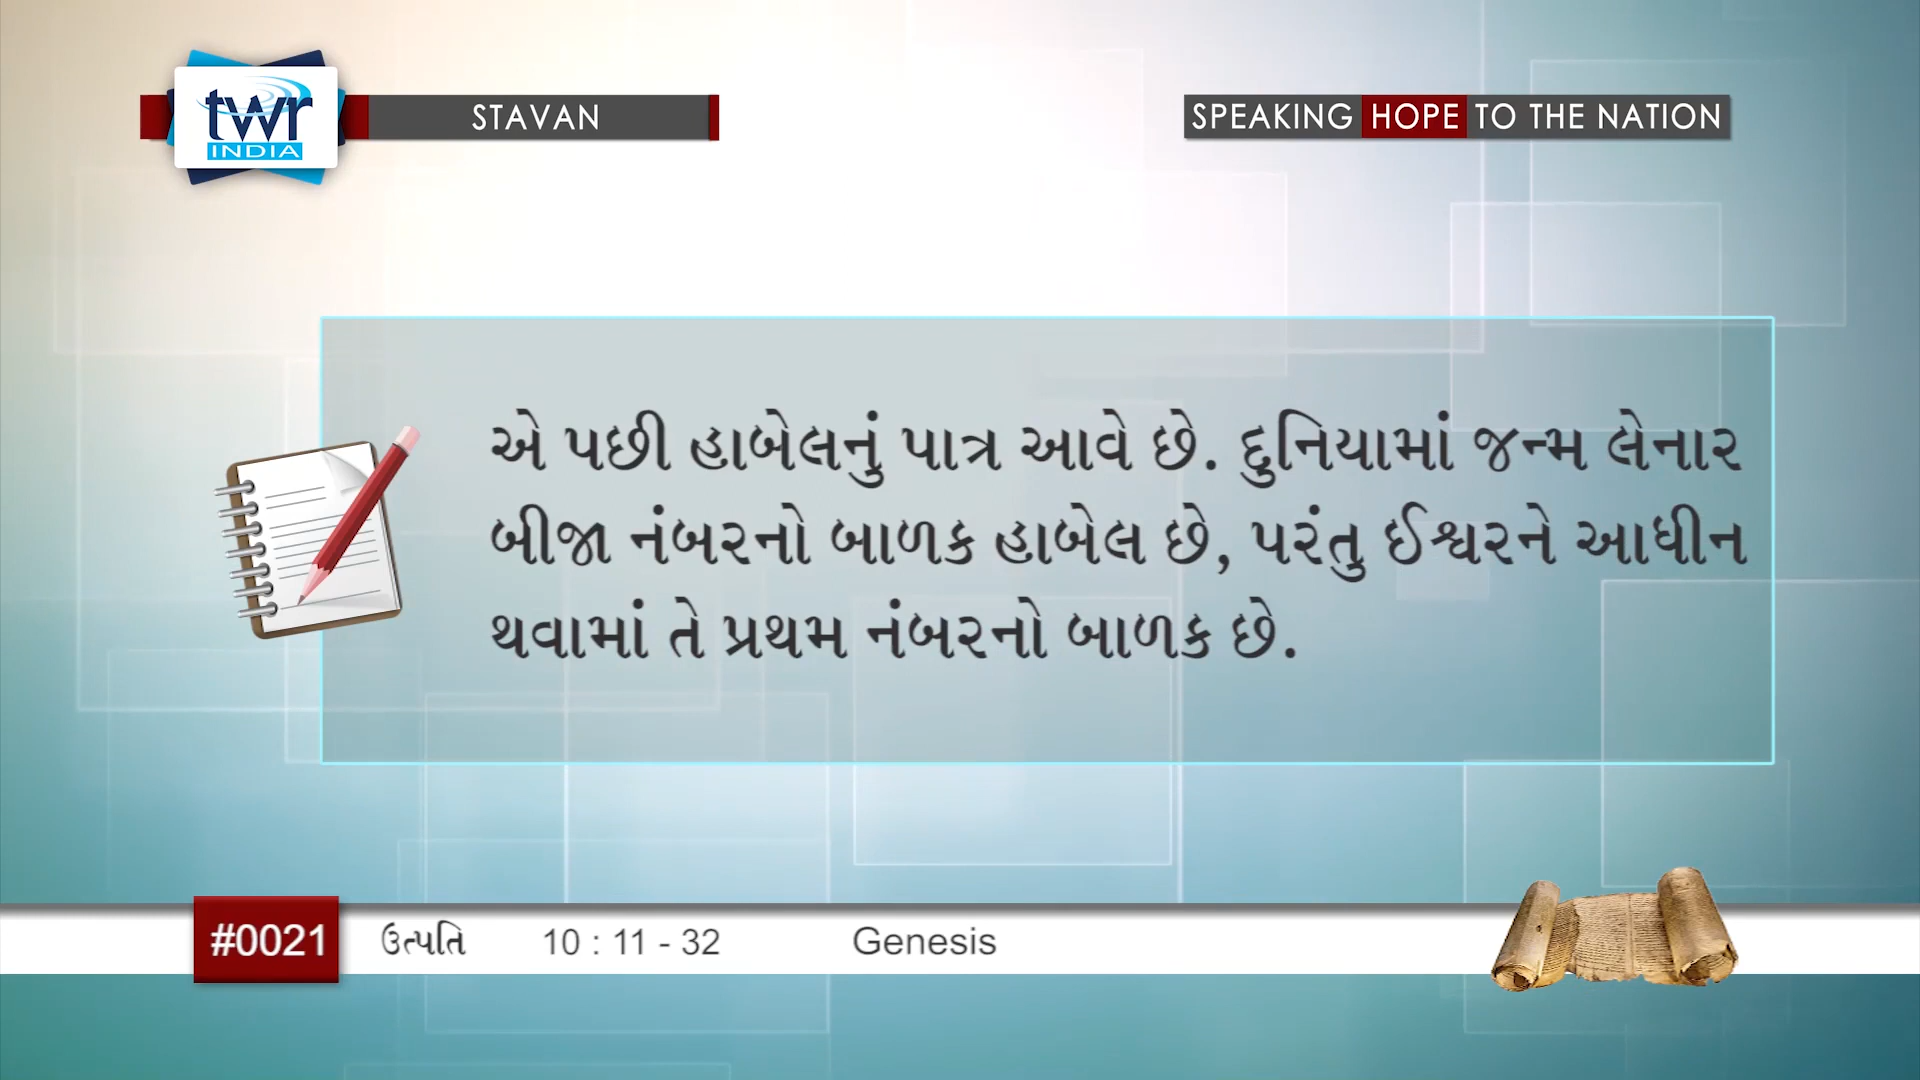 twr
INDIA
STAVAN
SPEAKING HOPE TO THE NATION
એ પછી હાબેલનું પાત્ર આવે છે. દુનિયામાં જન્મ લેનાર
બીજા નંબરનો બાળક હાબેલ છે, પરંતુ ઈશ્વરને આધીન
થવામાં તે પ્રથમ નંબરનો બાળક છે.
#0021 ઉત્પતિ 10 : 11 - 32 Genesis